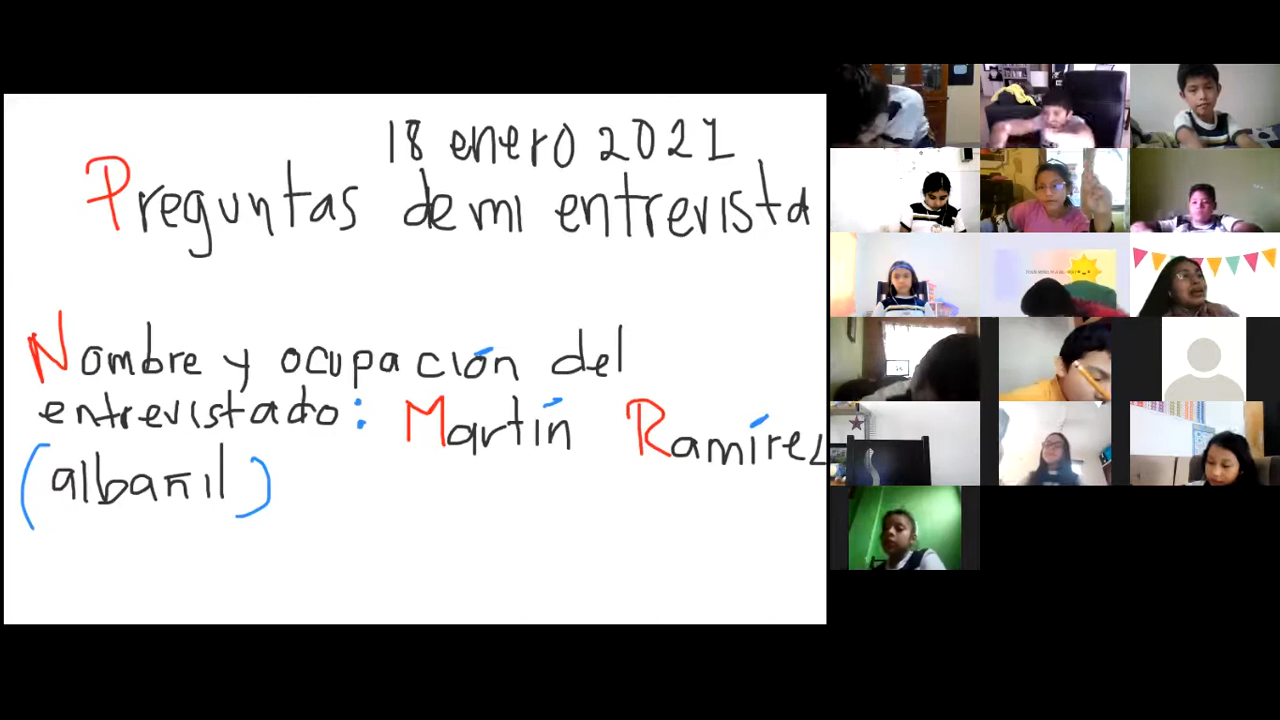 18 enero 2021
Preguntas de mi entrevista
Nombre y ocupación del
entrevistado: Martín Ramírez
(albañil)